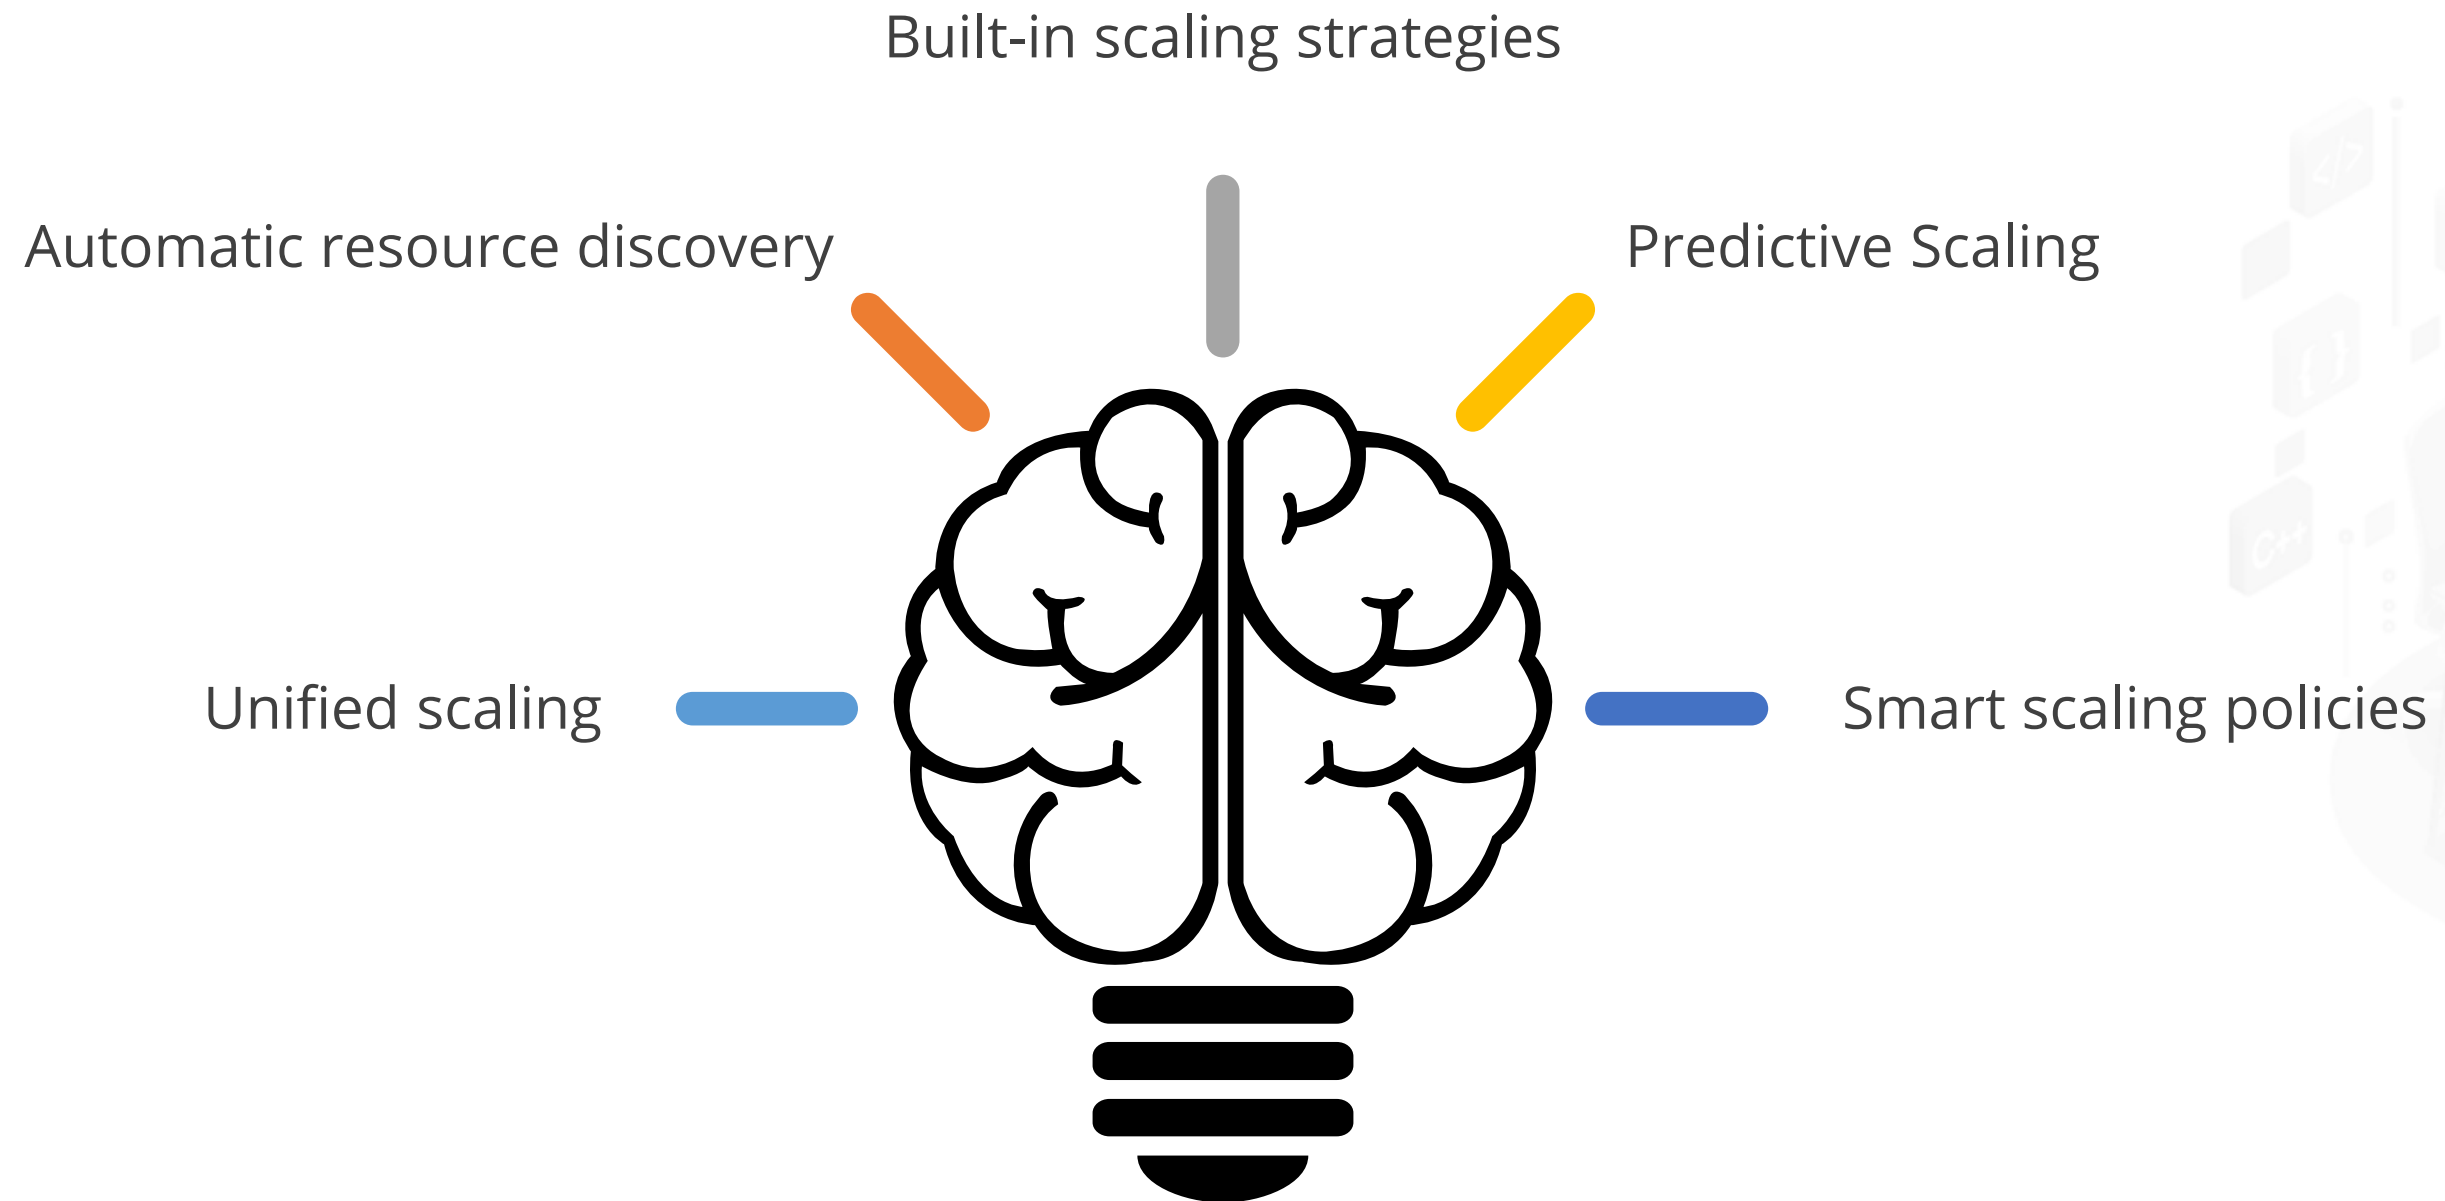 Built-in scaling strategies
Automatic resource discovery
Predictive Scaling
Unified scaling
Smart scaling policies
</>
{ }
C++